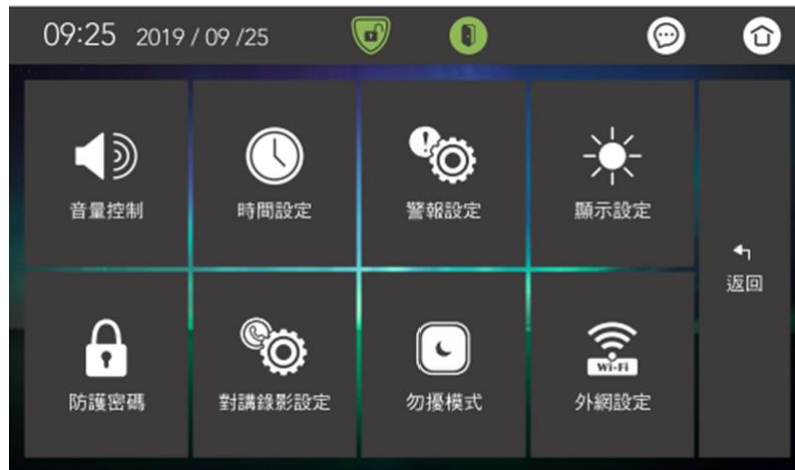 09:25 2019 / 09 /25
音量控制
時間設定
警報設定
顯示設定
返回
防護密碼
對講錄影設定
勿擾模式
Wi-Fi
外網設定